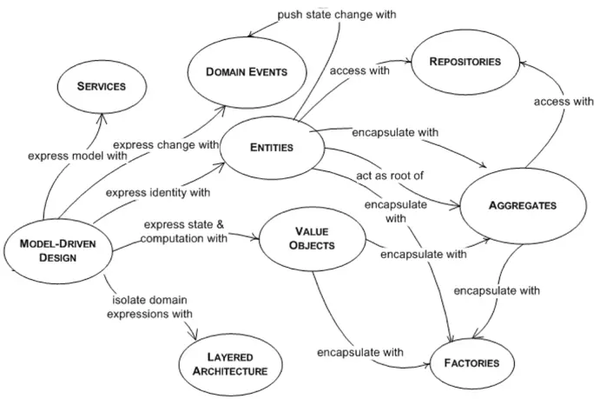 push state change with
DOMAIN EVENTS
REPOSITORIES
access with
SERVICES
access with
express change with
encapsulate with
ENTITIES
express model with
act as root of
express identity with
encapsulate
with
AGGREGATES
express state &
computation with
VALUE
OBJECTS
MODEL-DRIVEN
DESIGN
encapsulate with
encapsulate with
isolate domain
expressions with
encapsulate with
LAYERED
ARCHITECTURE
FACTORIES